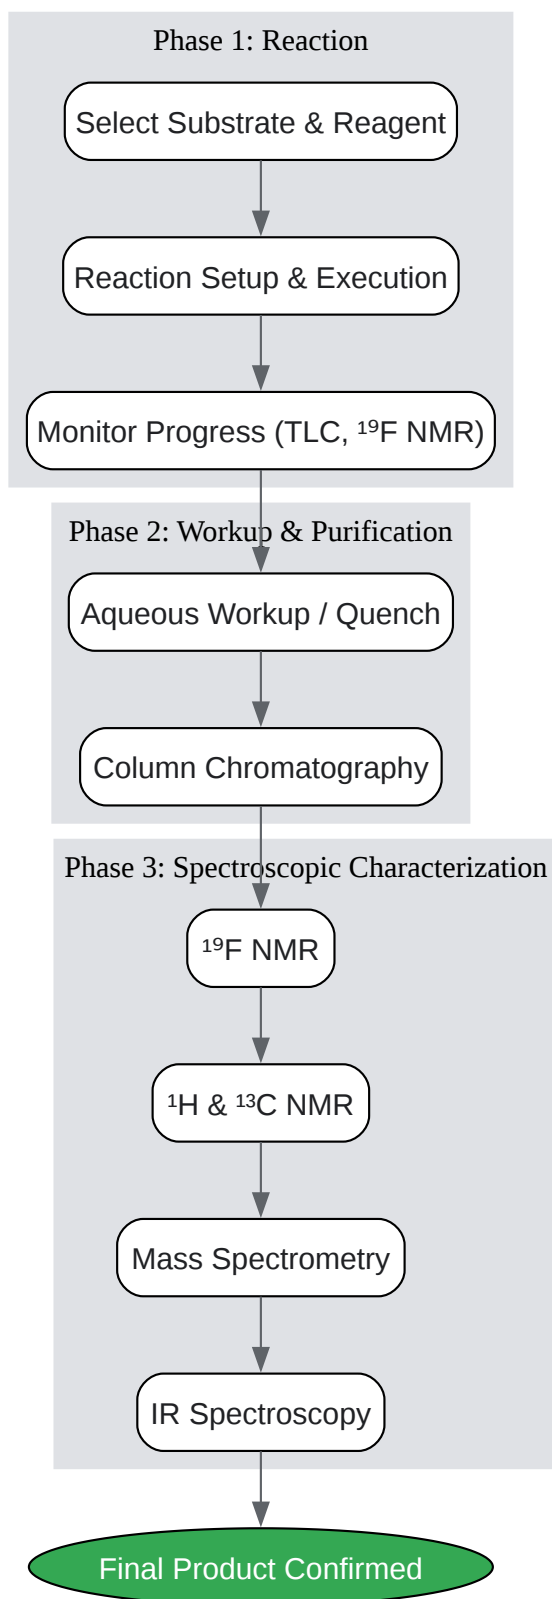 Phase 1: Reaction
Select Substrate & Reagent
Reaction Setup & Execution
Monitor Progress (TLC, ¹⁹F NMR)
Phase 2: Workup & Purification
Aqueous Workup / Quench
Column Chromatography
Phase 3: Spectroscopic Characterization
¹⁹F NMR
¹H & ¹³C NMR
Mass Spectrometry
IR Spectroscopy
Final Product Confirmed